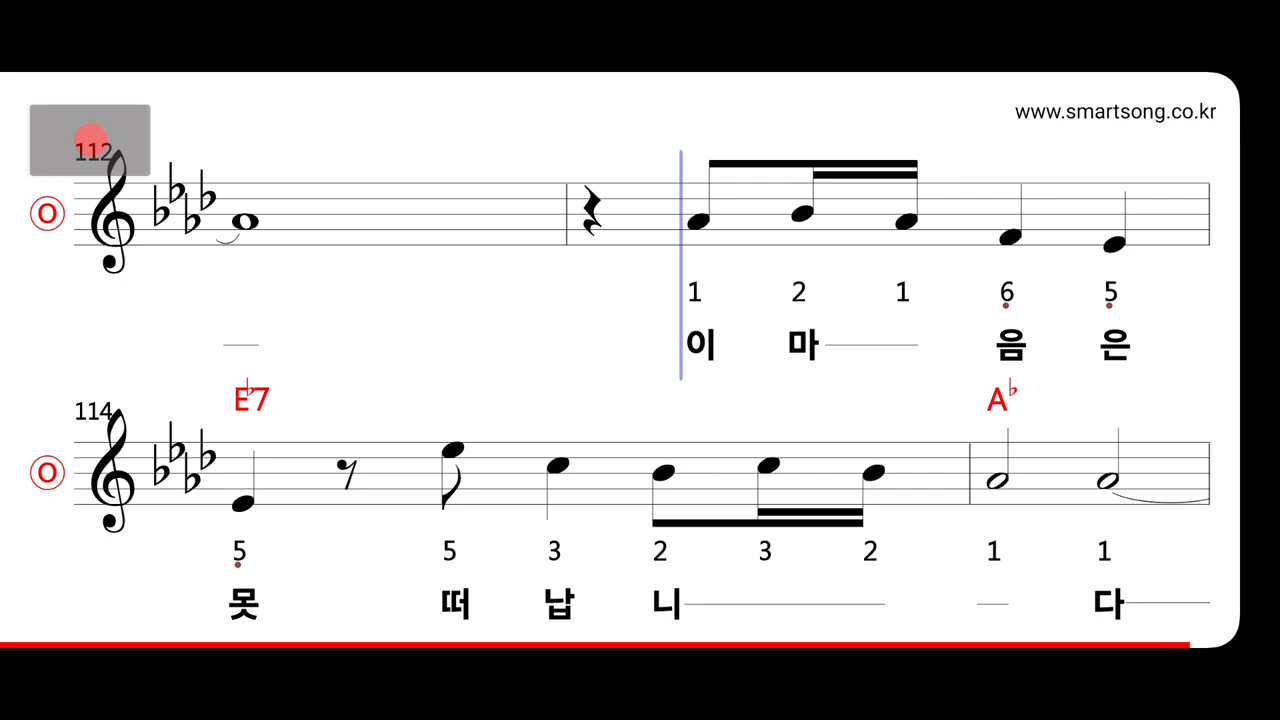 www.smartsong.co.kr
112
O
1 2 1 6 5
이 마 음 은
E♭7 A♭
114
O
5 5 3 2 3 2 1 1
못 떠 납 니 다